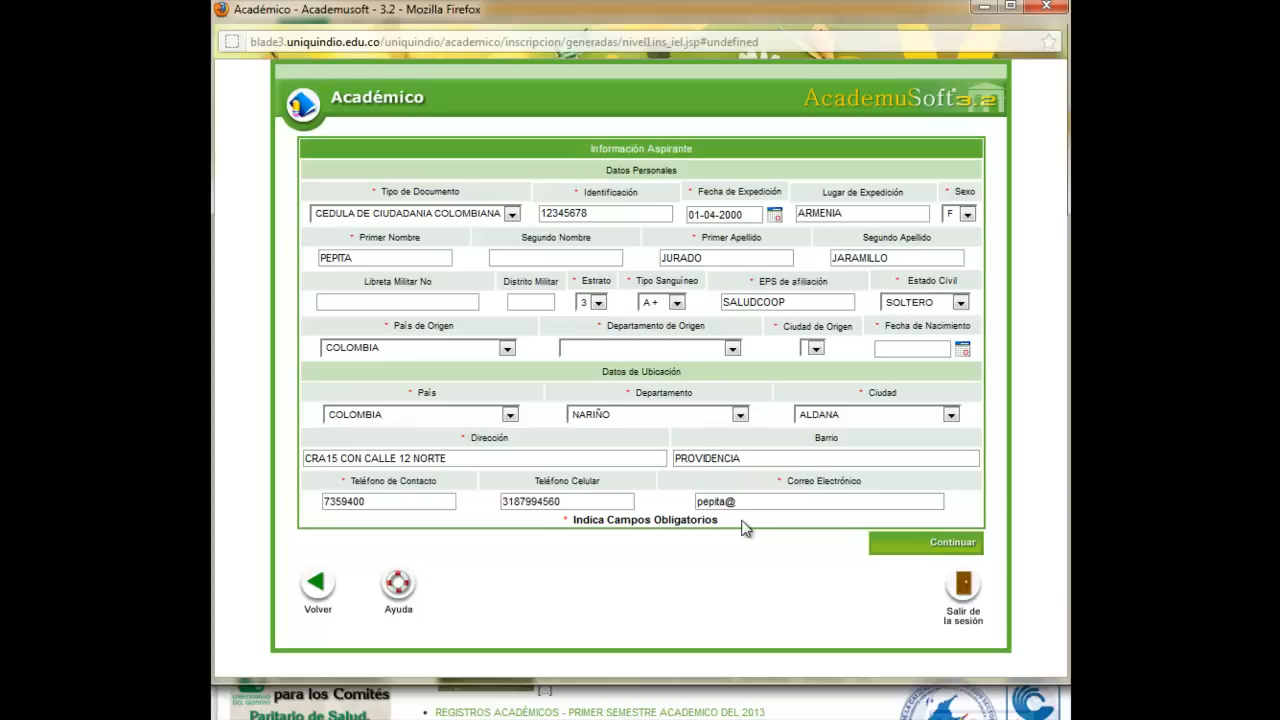 Académico - Academusoft - 3.2 - Mozilla Firefox
blade3.uniquindio.edu.co/uniquindio/academico/inscripcion/generadas/nivel1ins_iel.jsp#undefined
Académico
AcademuSoft 3.2
Información Aspirante
Datos Personales
* Tipo de Documento * Identificación * Fecha de Expedición Lugar de Expedición * Sexo
CEDULA DE CIUDADANIA COLOMBIANA 12345678 01-04-2000 ARMENIA F
* Primer Nombre Segundo Nombre * Primer Apellido Segundo Apellido
PEPITA JURADO JARAMILLO
Libreta Militar No Distrito Militar * Estrato * Tipo Sanguíneo * EPS de afiliación * Estado Civil
3 A+ SALUDCOOP SOLTERO
* País de Origen * Departamento de Origen * Ciudad de Origen * Fecha de Nacimiento
COLOMBIA
Datos de Ubicación
* País * Departamento * Ciudad
COLOMBIA NARIÑO ALDANA
* Dirección Barrio
CRA15 CON CALLE 12 NORTE PROVIDENCIA
* Teléfono de Contacto Teléfono Celular * Correo Electrónico
7359400 3187994560 pepita@
* Indica Campos Obligatorios
Continuar
Volver Ayuda Salir de
la sesión
para los Comités [...]
Paritario de Salud,
• REGISTROS ACADÉMICOS - PRIMER SEMESTRE ACADEMICO DEL 2013